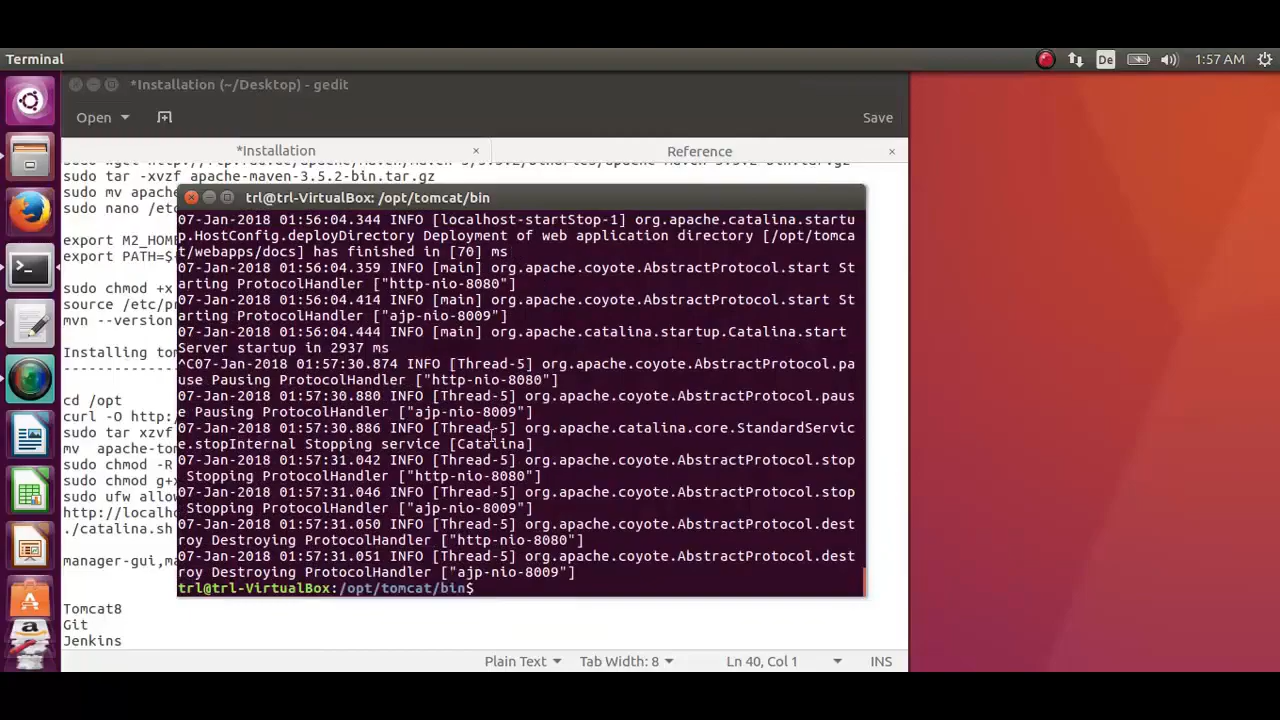 Terminal
De
1:57 AM
*Installation (~/Desktop) - gedit
Open
Save
*Installation
Reference
sudo tar -xvzf apache-maven-3.5.2-bin.tar.gz
sudo mv apache
sudo nano /etc
export M2_HOM
export PATH=$
sudo chmod +x
source /etc/pr
mvn --version
Installing tom
--------------
cd /opt
curl -O http:
sudo tar xzvf
mv apache-tom
sudo chmod -R
sudo chmod g+
sudo ufw allow
http://localho
./catalina.sh
manager-gui,m
Tomcat8
Git
Jenkins
trl@trl-VirtualBox: /opt/tomcat/bin
07-Jan-2018 01:56:04.344 INFO [localhost-startStop-1] org.apache.catalina.startu
p.HostConfig.deployDirectory Deployment of web application directory [/opt/tomca
t/webapps/docs] has finished in [70] ms
07-Jan-2018 01:56:04.359 INFO [main] org.apache.coyote.AbstractProtocol.start St
arting ProtocolHandler ["http-nio-8080"]
07-Jan-2018 01:56:04.414 INFO [main] org.apache.coyote.AbstractProtocol.start St
arting ProtocolHandler ["ajp-nio-8009"]
07-Jan-2018 01:56:04.444 INFO [main] org.apache.catalina.startup.Catalina.start
Server startup in 2937 ms
^C07-Jan-2018 01:57:30.874 INFO [Thread-5] org.apache.coyote.AbstractProtocol.pa
use Pausing ProtocolHandler ["http-nio-8080"]
07-Jan-2018 01:57:30.880 INFO [Thread-5] org.apache.coyote.AbstractProtocol.paus
e Pausing ProtocolHandler ["ajp-nio-8009"]
07-Jan-2018 01:57:30.886 INFO [Thread-5] org.apache.catalina.core.StandardServic
e.stopInternal Stopping service [Catalina]
07-Jan-2018 01:57:31.042 INFO [Thread-5] org.apache.coyote.AbstractProtocol.stop
Stopping ProtocolHandler ["http-nio-8080"]
07-Jan-2018 01:57:31.046 INFO [Thread-5] org.apache.coyote.AbstractProtocol.stop
Stopping ProtocolHandler ["ajp-nio-8009"]
07-Jan-2018 01:57:31.050 INFO [Thread-5] org.apache.coyote.AbstractProtocol.dest
roy Destroying ProtocolHandler ["http-nio-8080"]
07-Jan-2018 01:57:31.051 INFO [Thread-5] org.apache.coyote.AbstractProtocol.dest
roy Destroying ProtocolHandler ["ajp-nio-8009"]
trl@trl-VirtualBox:/opt/tomcat/bin$
Plain Text
Tab Width: 8
Ln 40, Col 1
INS